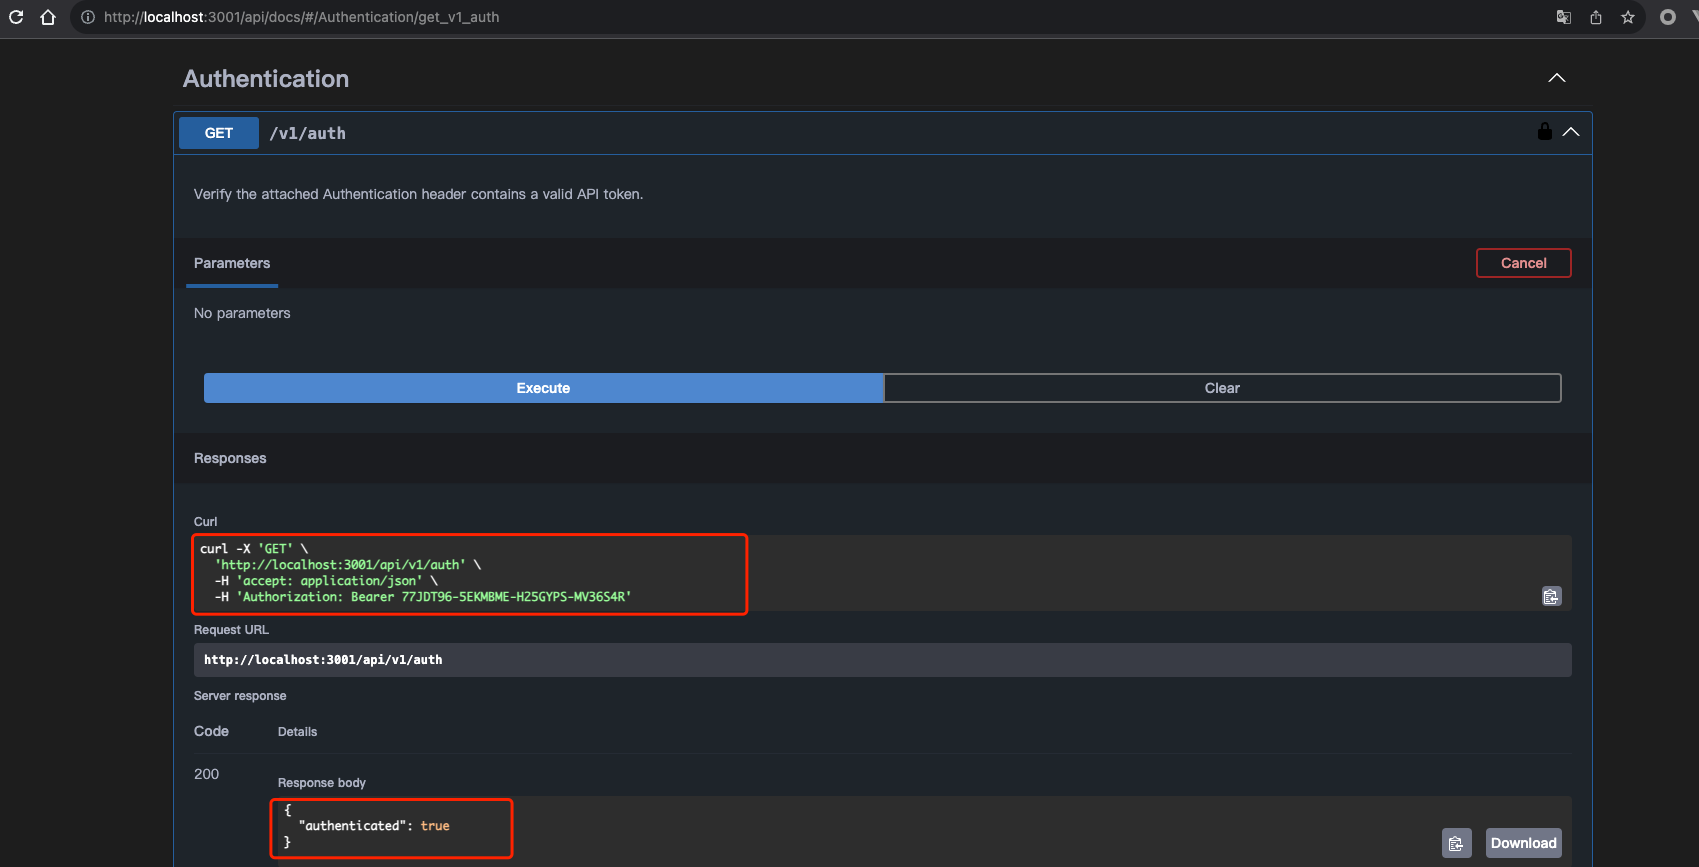 http://localhost:3001/api/docs/#/Authentication/get_v1_auth
Authentication
GET /v1/auth
Verify the attached Authentication header contains a valid API token.
Parameters
Cancel
No parameters
Execute
Clear
Responses
Curl
curl -X 'GET' \
'http://localhost:3001/api/v1/auth' \
-H 'accept: application/json' \
-H 'Authorization: Bearer 77JDT96-5EKMBME-H25GYPS-MV36S4R'
Request URL
http://localhost:3001/api/v1/auth
Server response
Code Details
200
Response body
{
"authenticated": true
}
Download